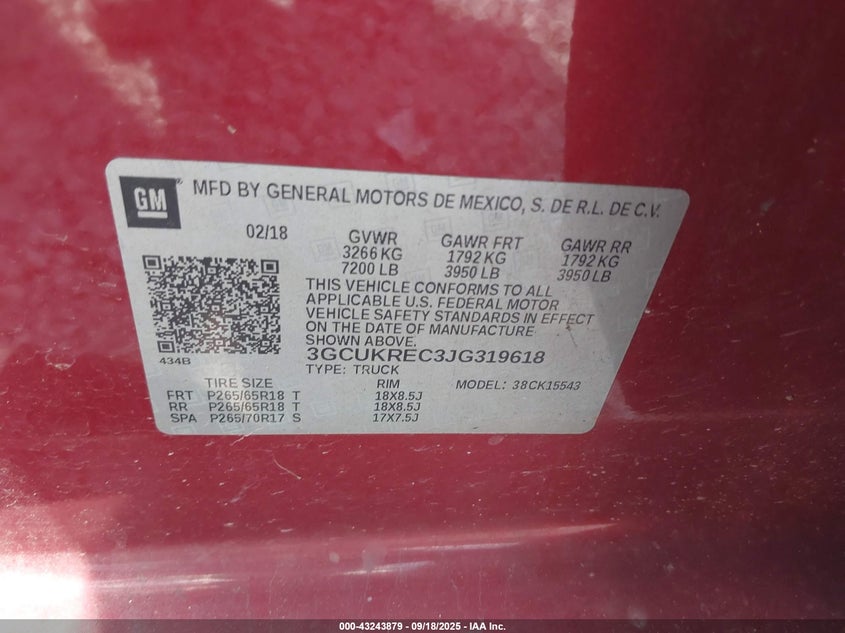 GM MFD BY GENERAL MOTORS DE MEXICO, S. DE R.L. DE C.V.
02/18 GVWR GAWR FRT GAWR RR
3266 KG 1792 KG 1792 KG
7200 LB 3950 LB 3950 LB
THIS VEHICLE CONFORMS TO ALL
APPLICABLE U.S. FEDERAL MOTOR
VEHICLE SAFETY STANDARDS IN EFFECT
ON THE DATE OF MANUFACTURE
SHOWN ABOVE.
434B 3GCUKREC3JG319618
TYPE: TRUCK MODEL: 38CK15543
TIRE SIZE RIM
FRT P265/65R18 T 18X8.5J
RR P265/65R18 T 18X8.5J
SPA P265/70R17 S 17X7.5J
000-43243879 - 09/18/2025 - IAA Inc.